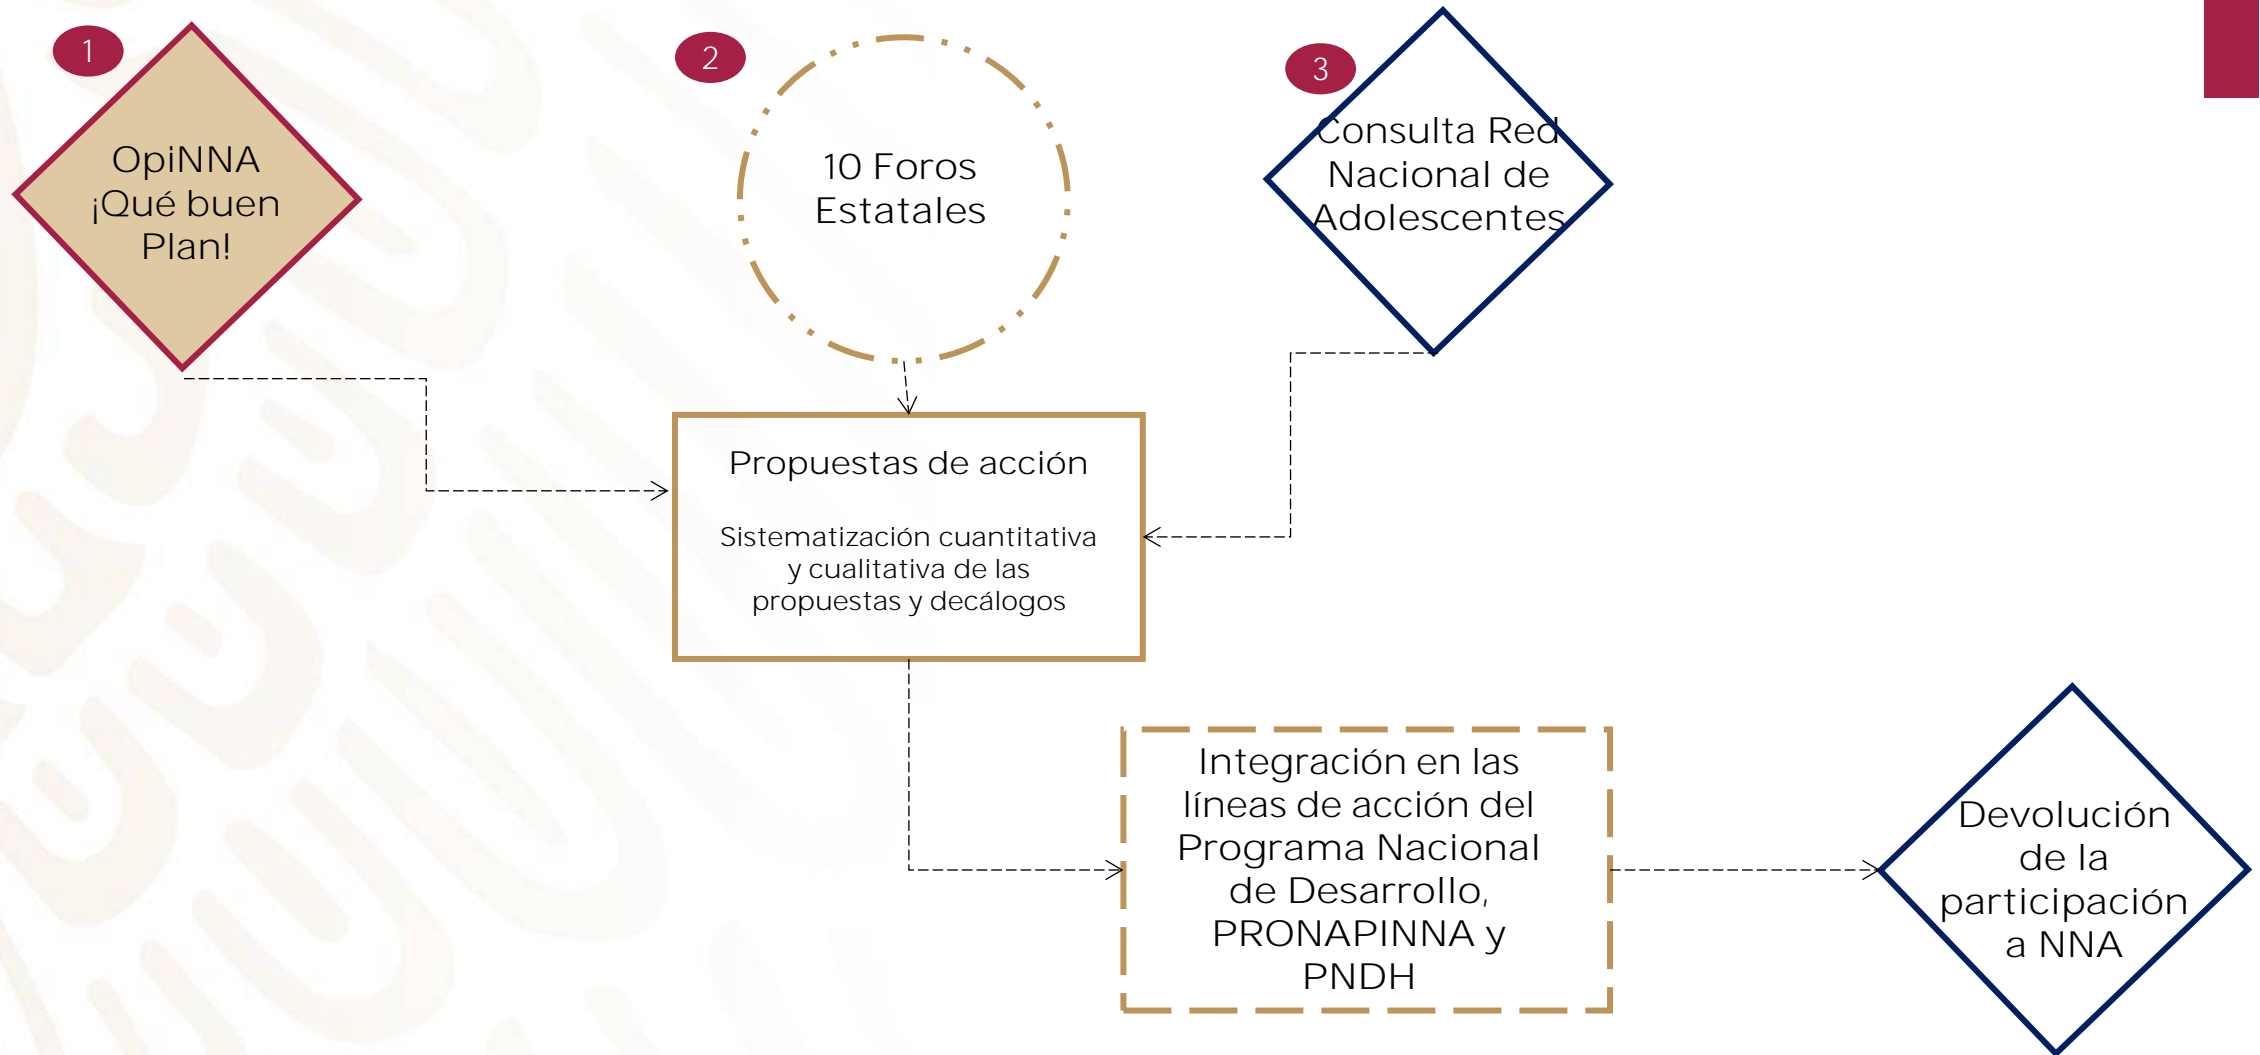 1
OpiNNA
¡Qué buen
Plan!
2
10 Foros
Estatales
3
Consulta Red
Nacional de
Adolescentes
Propuestas de acción
Sistematización cuantitativa
y cualitativa de las
propuestas y decálogos
Integración en las
líneas de acción del
Programa Nacional
de Desarrollo,
PRONAPINNA y
PNDH
Devolución
de la
participación
a NNA